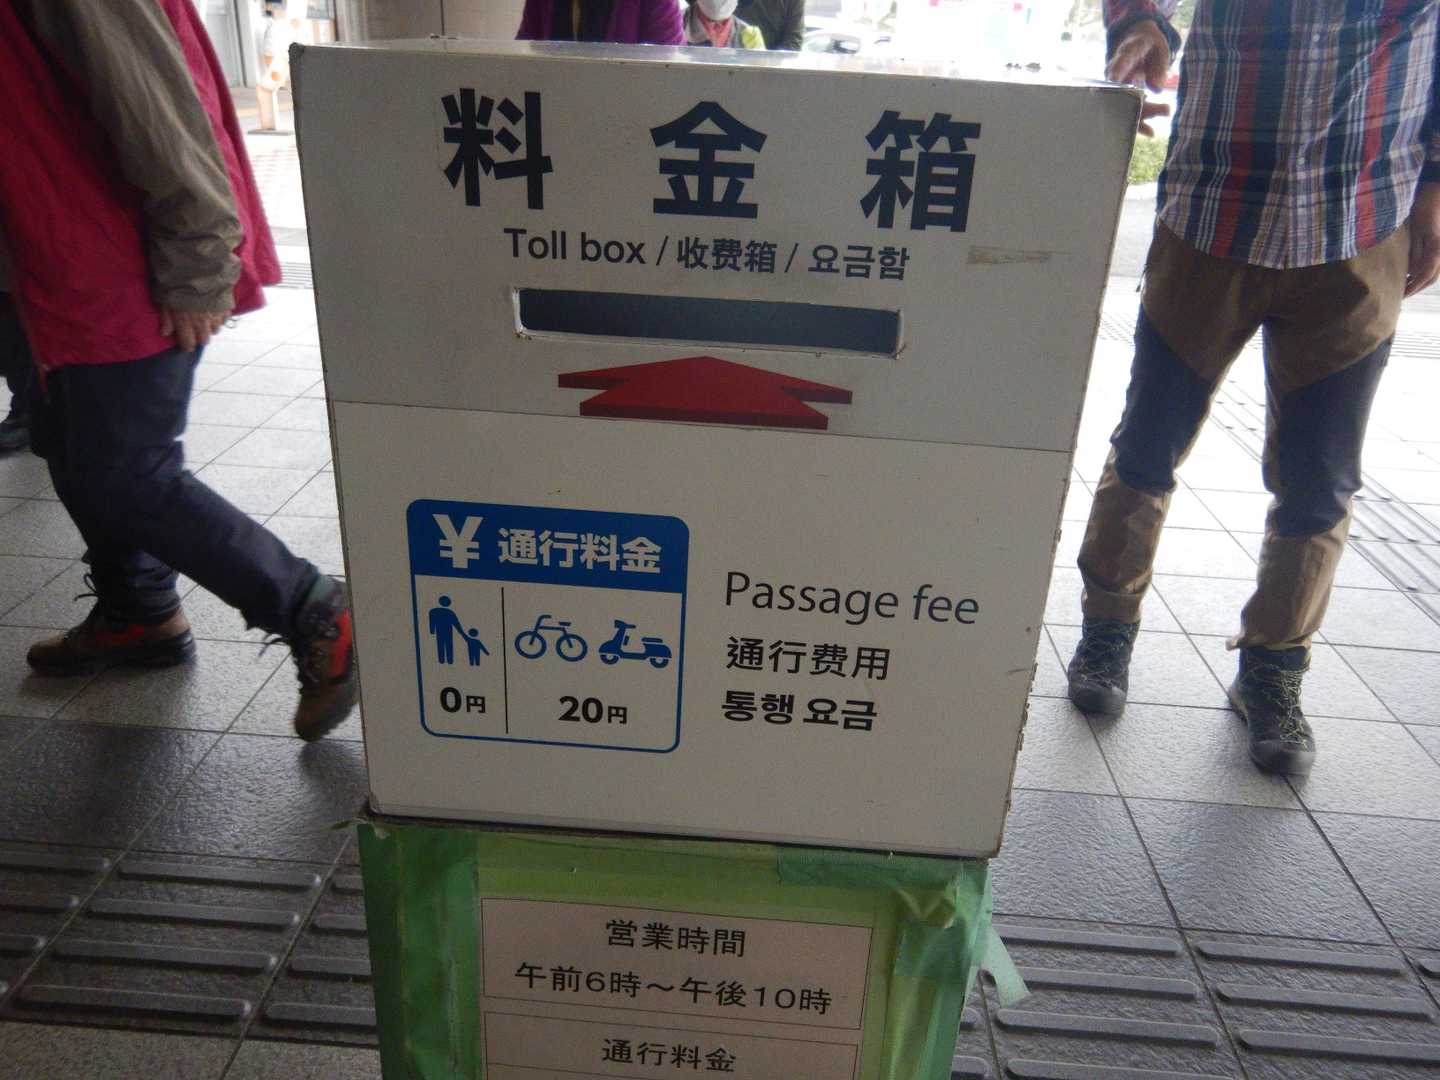 料金箱
Toll box / 收费箱 / 요금함
¥ 通行料金
0円
20円
Passage fee
通行费用
통행 요금
営業時間
午前6時～午後10時
通行料金